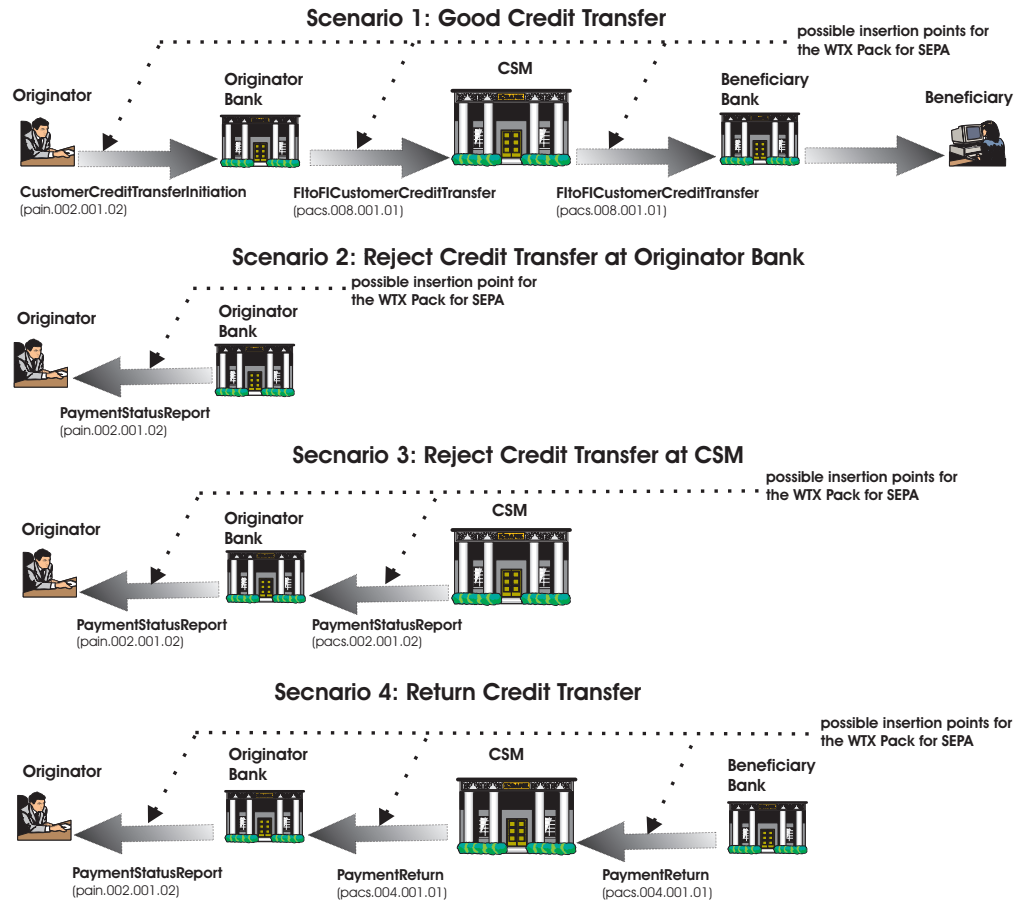 Scenario 1: Good Credit Transfer
possible insertion points for
the WTX Pack for SEPA
Originator
Originator
Bank
CSM
Beneficiary
Bank
Beneficiary
CustomerCreditTransferInitiation
(pain.002.001.02)
FItoFICustomerCreditTransfer
(pacs.008.001.01)
FItoFICustomerCreditTransfer
(pacs.008.001.01)
Scenario 2: Reject Credit Transfer at Originator Bank
possible insertion point for
the WTX Pack for SEPA
Originator
Originator
Bank
PaymentStatusReport
(pain.002.001.02)
Secnario 3: Reject Credit Transfer at CSM
possible insertion points for
the WTX Pack for SEPA
Originator
Originator
Bank
CSM
PaymentStatusReport
(pain.002.001.02)
PaymentStatusReport
(pacs.002.001.02)
Secnario 4: Return Credit Transfer
possible insertion points for
the WTX Pack for SEPA
Originator
Originator
Bank
CSM
Beneficiary
Bank
PaymentStatusReport
(pain.002.001.02)
PaymentReturn
(pacs.004.001.01)
PaymentReturn
(pacs.004.001.01)